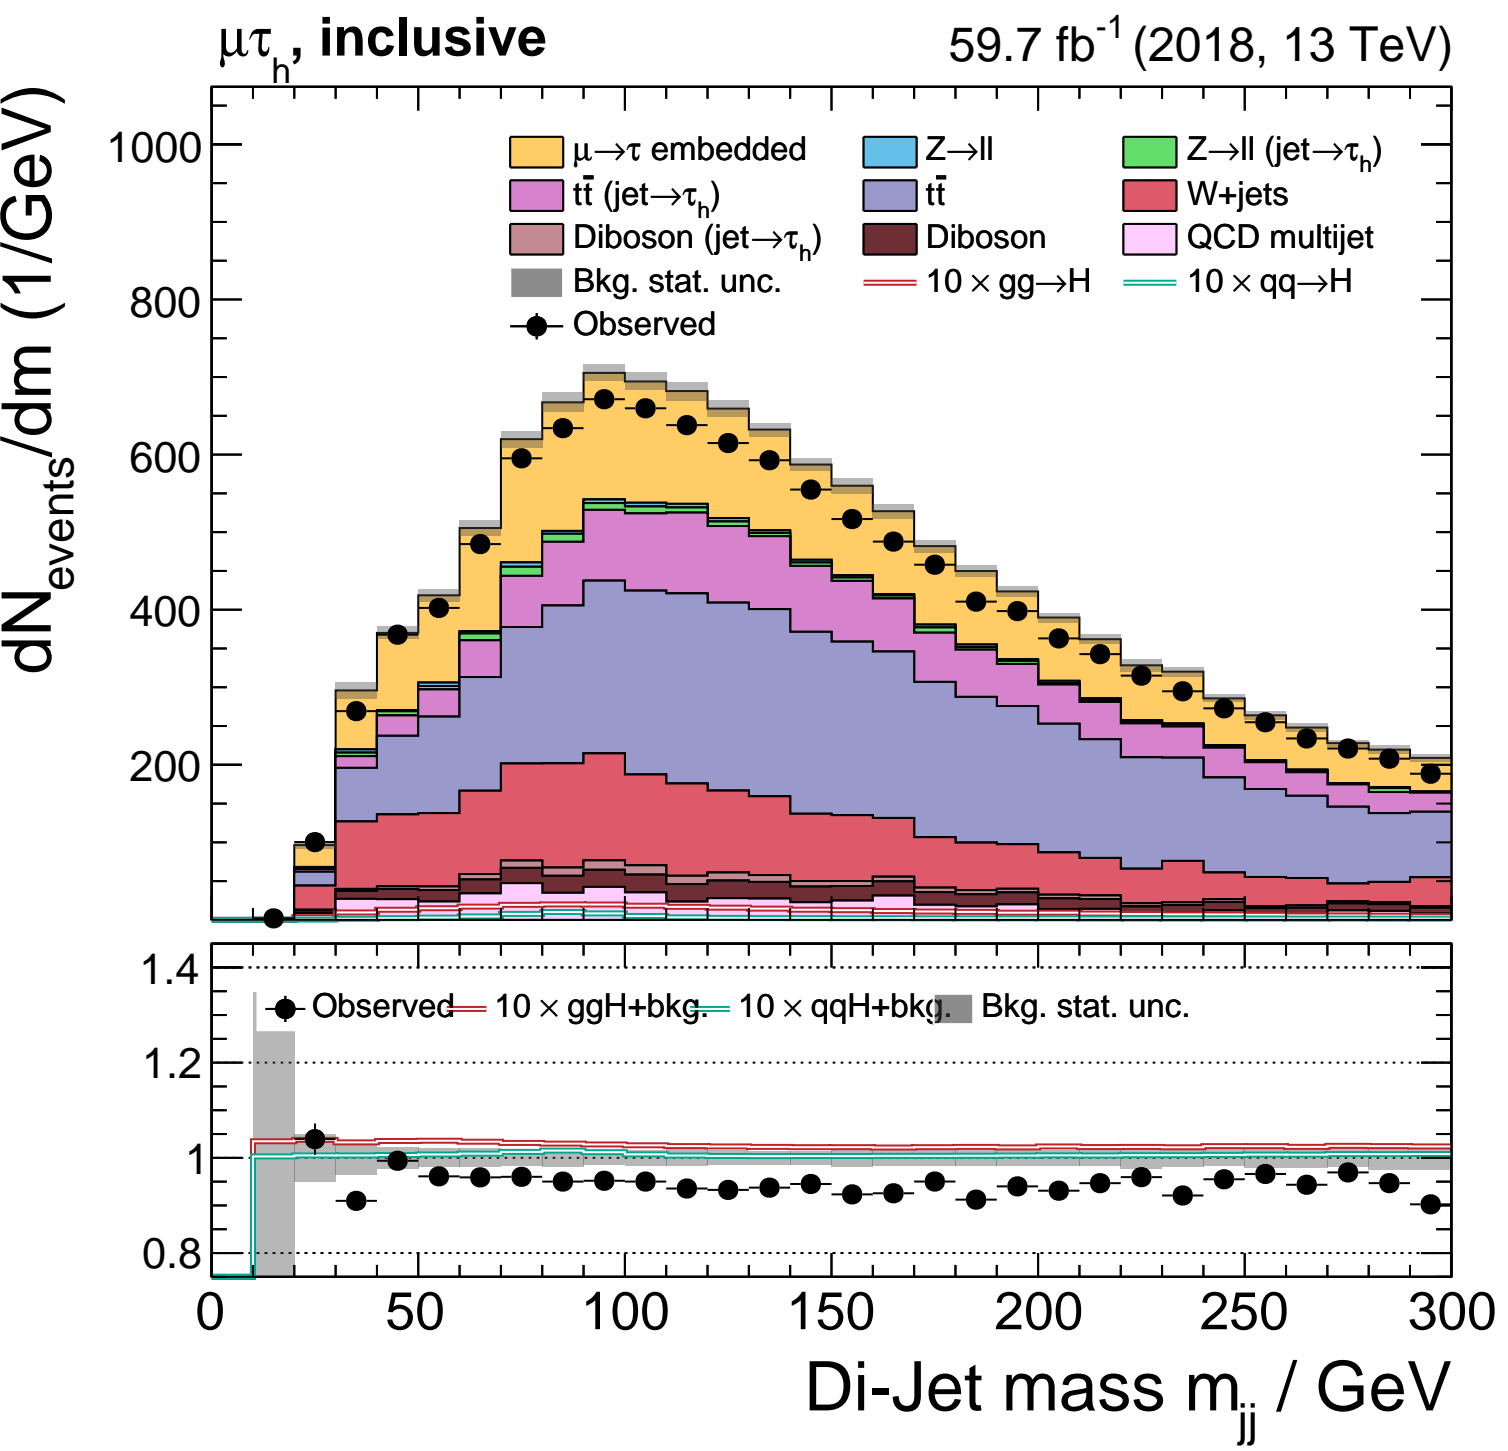 μτh, inclusive
59.7 fb-1 (2018, 13 TeV)
dNevents/dm (1/GeV)
1000
800
600
400
200
μ→τ embedded
Z→ll
Z→ll (jet→τh)
tt̄ (jet→τh)
tt̄
W+jets
Diboson (jet→τh)
Diboson
QCD multijet
Bkg. stat. unc.
10 × gg→H
10 × qq→H
Observed
1.4
1.2
1
0.8
Observed
10 × ggH+bkg.
10 × qqH+bkg.
Bkg. stat. unc.
0
50
100
150
200
250
300
Di-Jet mass mjj / GeV